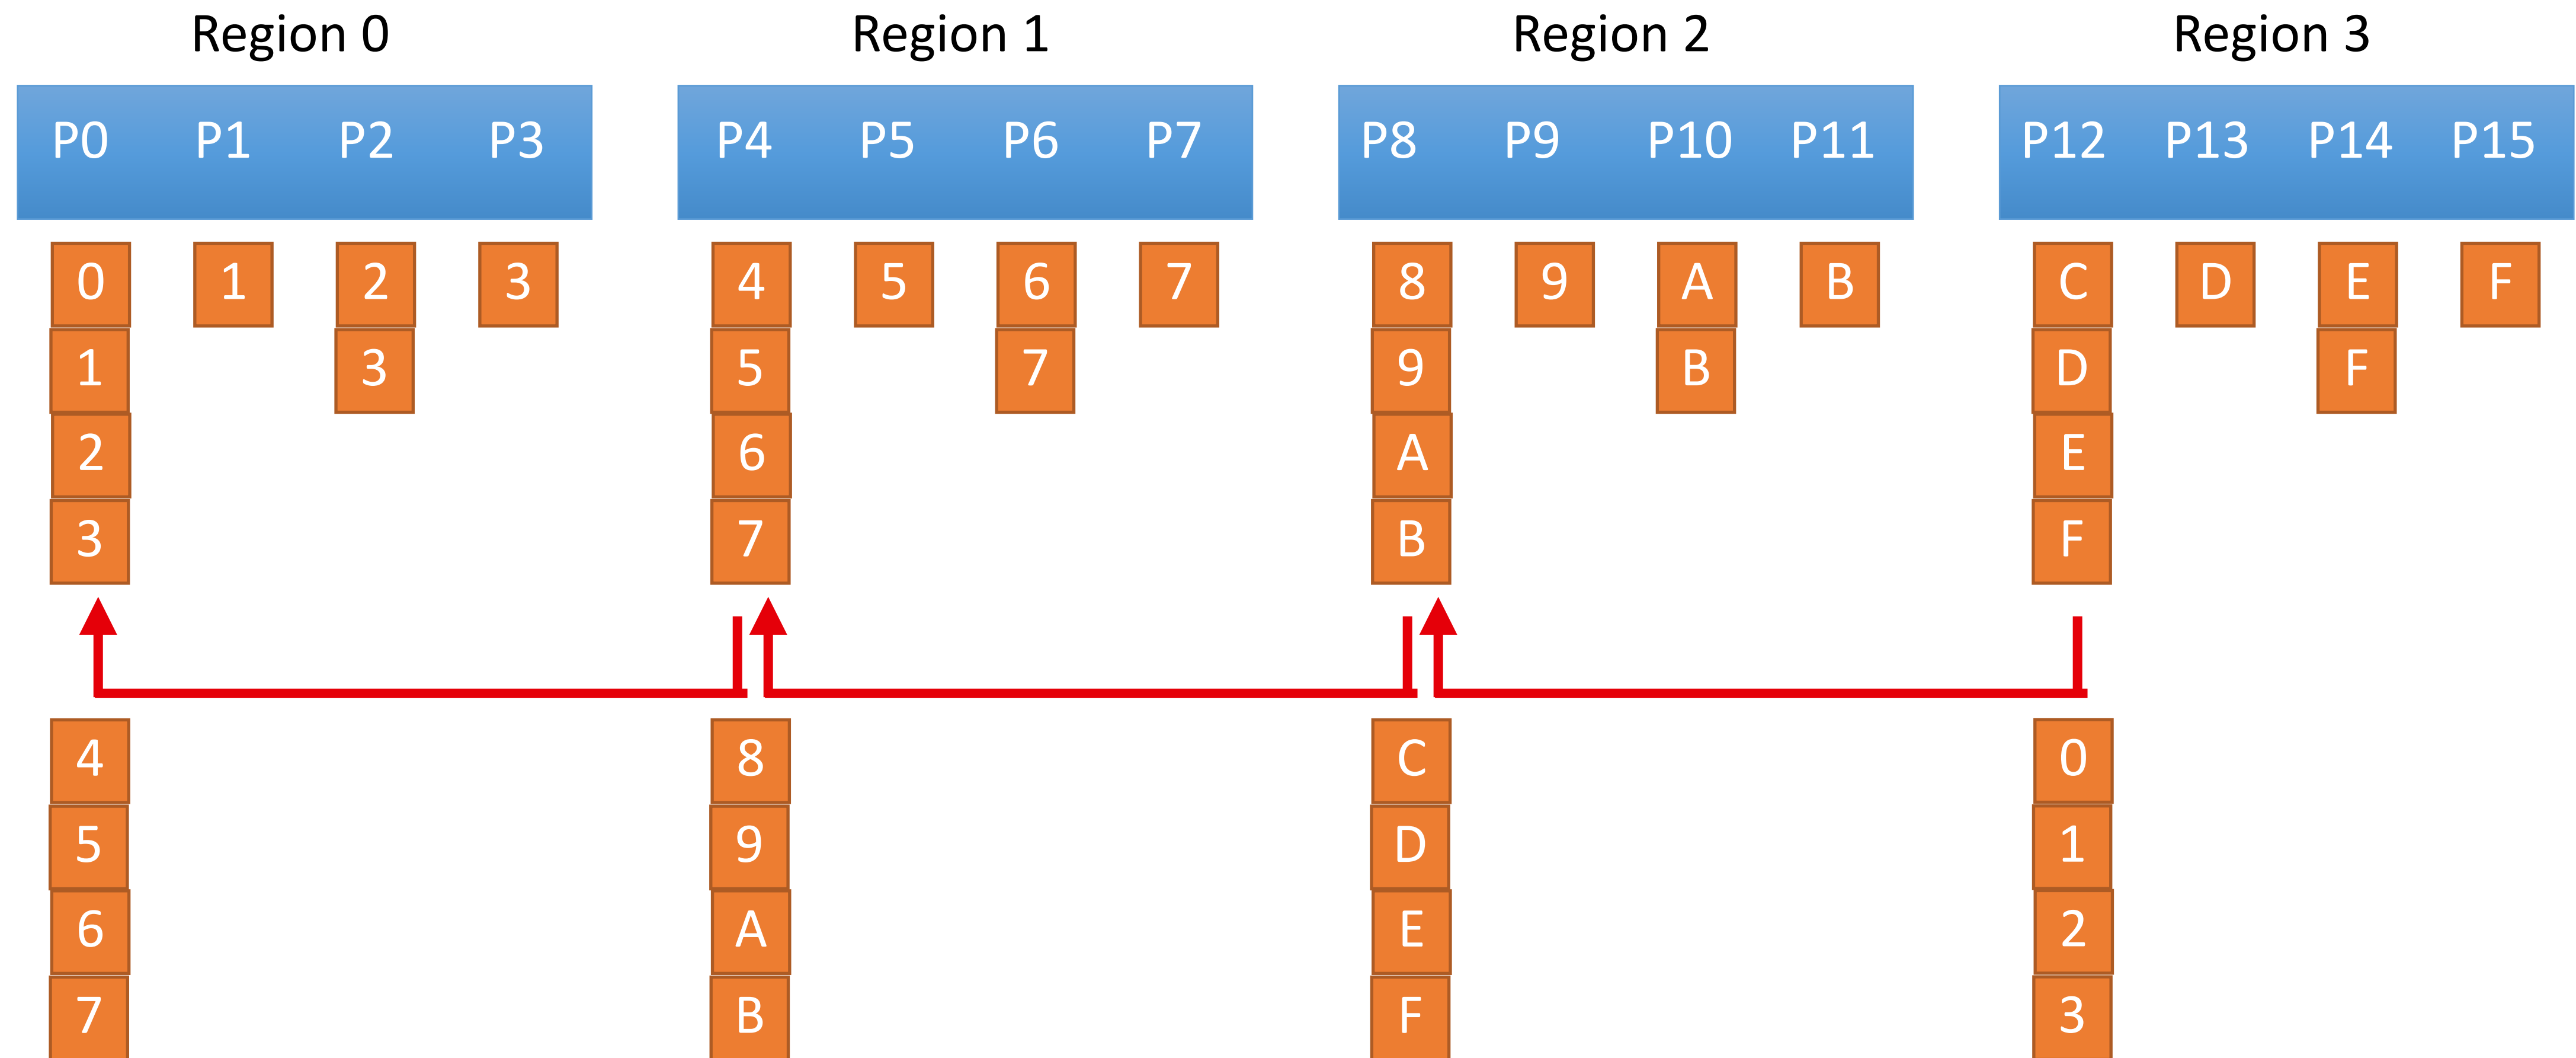 Region 0 Region 1 Region 2 Region 3
P0 P1 P2 P3 P4 P5 P6 P7 P8 P9 P10 P11 P12 P13 P14 P15
0 1 2 3 4 5 6 7 8 9 A B C D E F
1 3 5 7 9 B D F
2 6 A E
3 7 B F
4 8 C 0
5 9 D 1
6 A E 2
7 B F 3